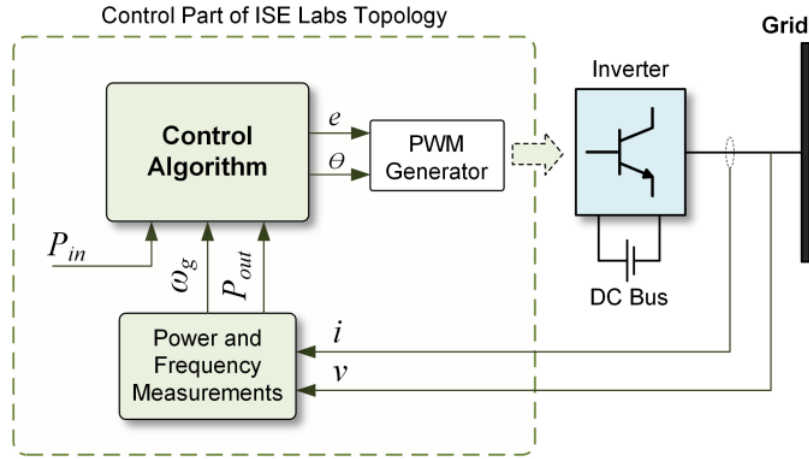 Control Part of ISE Labs Topology
Grid
Inverter
Control
Algorithm
e
θ
PWM
Generator
P_in
ω_g
P_out
DC Bus
Power and
Frequency
Measurements
i
v